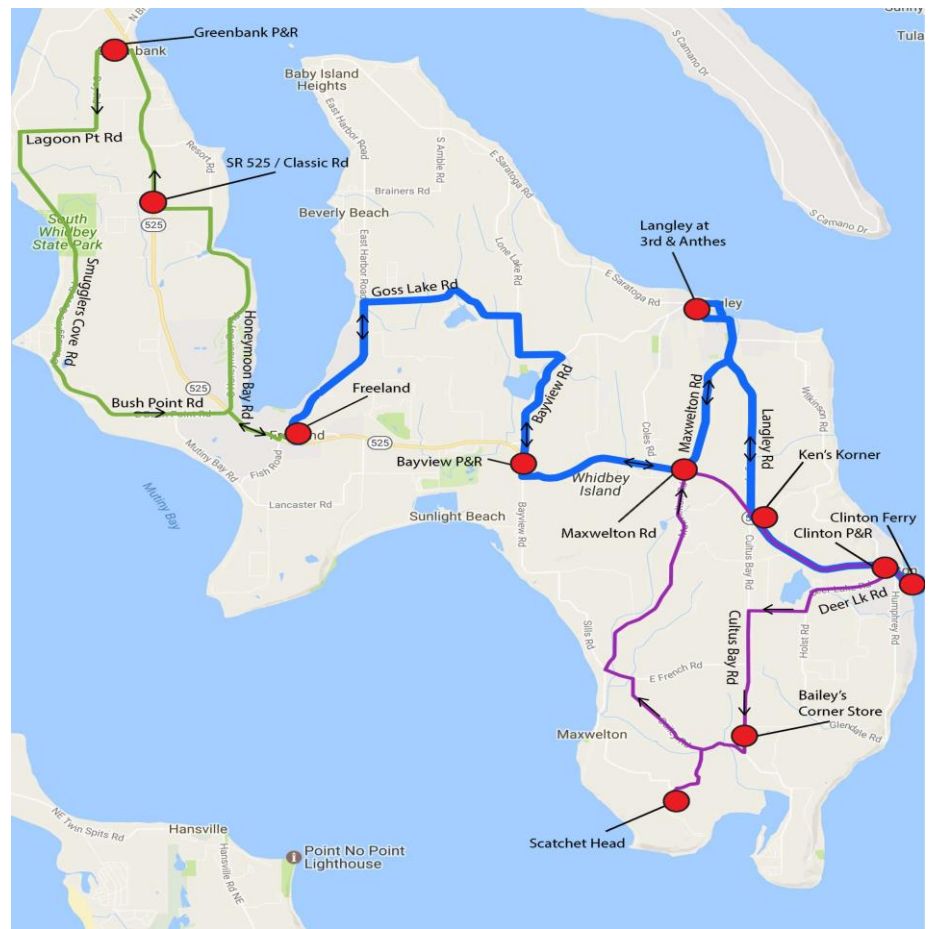 Greenbank P&R
Sunny
Tula
S Camano Dr
Baby Island
Heights
East Harbor Road
S Amble Rd
E Saratoga Rd
Lagoon Pt Rd
Resort Rd
SR 525 / Classic Rd
Brainers Rd
Beverly Beach
525
South
Whidbey
State Park
Smugglers Cove Rd
Honeymoon Bay Rd
East Harbor Road
Goss Lake Rd
Lone Lake Rd
Langley at
3rd & Anthes
E Saratoga Rd
S Camano Dr
Bush Point Rd
525
Freeland
Fish Road
525
Mutiny Bay Rd
Mutiny Bay
Lancaster Rd
Bayview Rd
Bayview P&R
Sunlight Beach
Bayview Rd
Whidbey
Island
Coles Rd
Maxwelton Rd
Maxwelton Rd
Langley Rd
Wilkinson Rd
Ken's Korner
Clinton Ferry
Clinton P&R
Deer Lk Rd
Humphrey Rd
Cultus Bay Rd
Cultus Bay Rd
Holst Rd
Sills Rd
E French Rd
Bailey's
Corner Store
Glendale Rd
Maxwelton
Scatchet Head
NE Twin Spits Rd
Hansville
Hansville Rd NE
Point No Point
Lighthouse